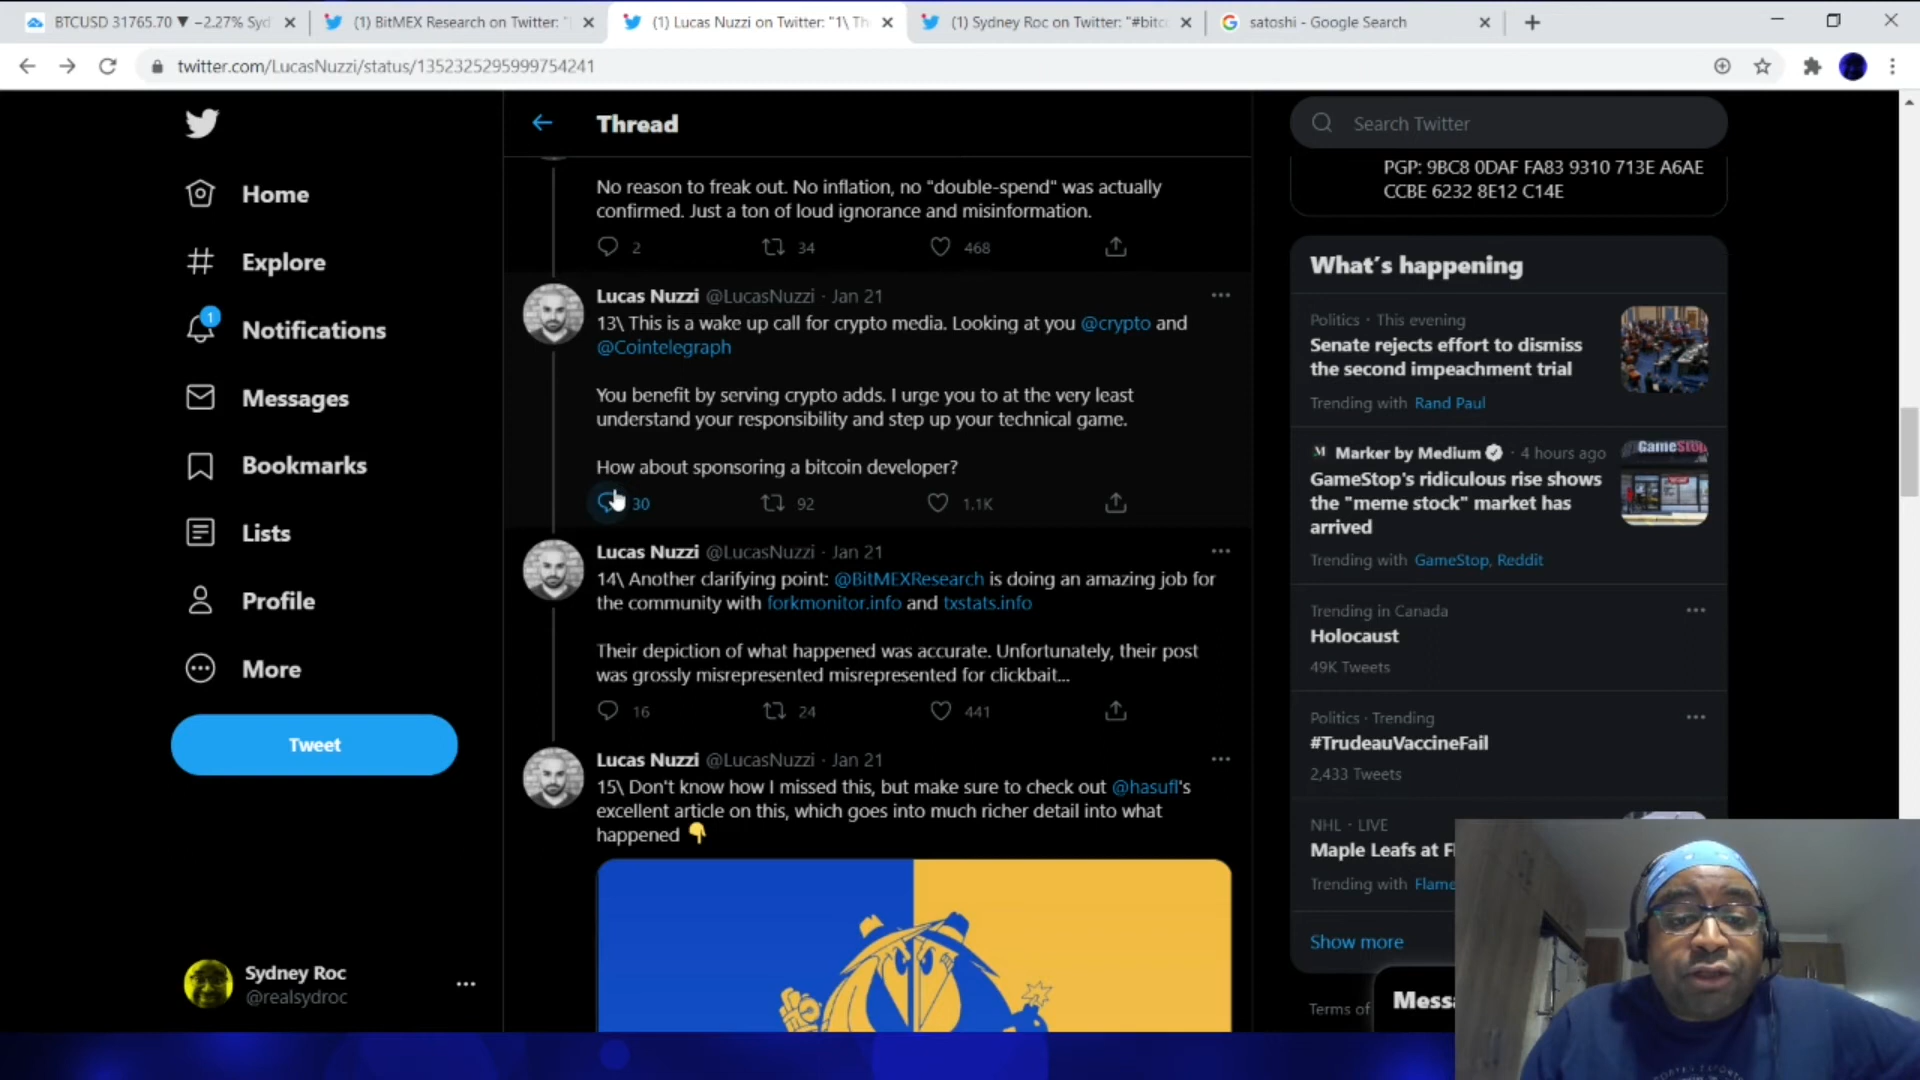 BTCUSD 31765.70 ▼ −2.27% Syd
(1) BitMEX Research on Twitter: "
(1) Lucas Nuzzi on Twitter: "1\ Th
(1) Sydney Roc on Twitter: "#bitc
satoshi - Google Search
twitter.com/LucasNuzzi/status/1352325295999754241
Home
Explore
1
Notifications
Messages
Bookmarks
Lists
Profile
More
Tweet
Sydney Roc
@realsydroc
Thread
No reason to freak out. No inflation, no "double-spend" was actually
confirmed. Just a ton of loud ignorance and misinformation.
2 34 468
Lucas Nuzzi @LucasNuzzi · Jan 21
13\ This is a wake up call for crypto media. Looking at you @crypto and
@Cointelegraph
You benefit by serving crypto adds. I urge you to at the very least
understand your responsibility and step up your technical game.
How about sponsoring a bitcoin developer?
30 92 1.1K
Lucas Nuzzi @LucasNuzzi · Jan 21
14\ Another clarifying point: @BitMEXResearch is doing an amazing job for
the community with forkmonitor.info and txstats.info
Their depiction of what happened was accurate. Unfortunately, their post
was grossly misrepresented misrepresented for clickbait...
16 24 441
Lucas Nuzzi @LucasNuzzi · Jan 21
15\ Don't know how I missed this, but make sure to check out @hasufl's
excellent article on this, which goes into much richer detail into what
happened 👇
Search Twitter
PGP: 9BC8 0DAF FA83 9310 713E A6AE
CCBE 6232 8E12 C14E
What's happening
Politics · This evening
Senate rejects effort to dismiss
the second impeachment trial
Trending with Rand Paul
M Marker by Medium · 4 hours ago
GameStop's ridiculous rise shows
the "meme stock" market has
arrived
Trending with GameStop, Reddit
GameStop
Trending in Canada
Holocaust
49K Tweets
Politics · Trending
#TrudeauVaccineFail
2,433 Tweets
NHL · LIVE
Maple Leafs at Fl
Trending with Flame
Show more
Terms of
Messa